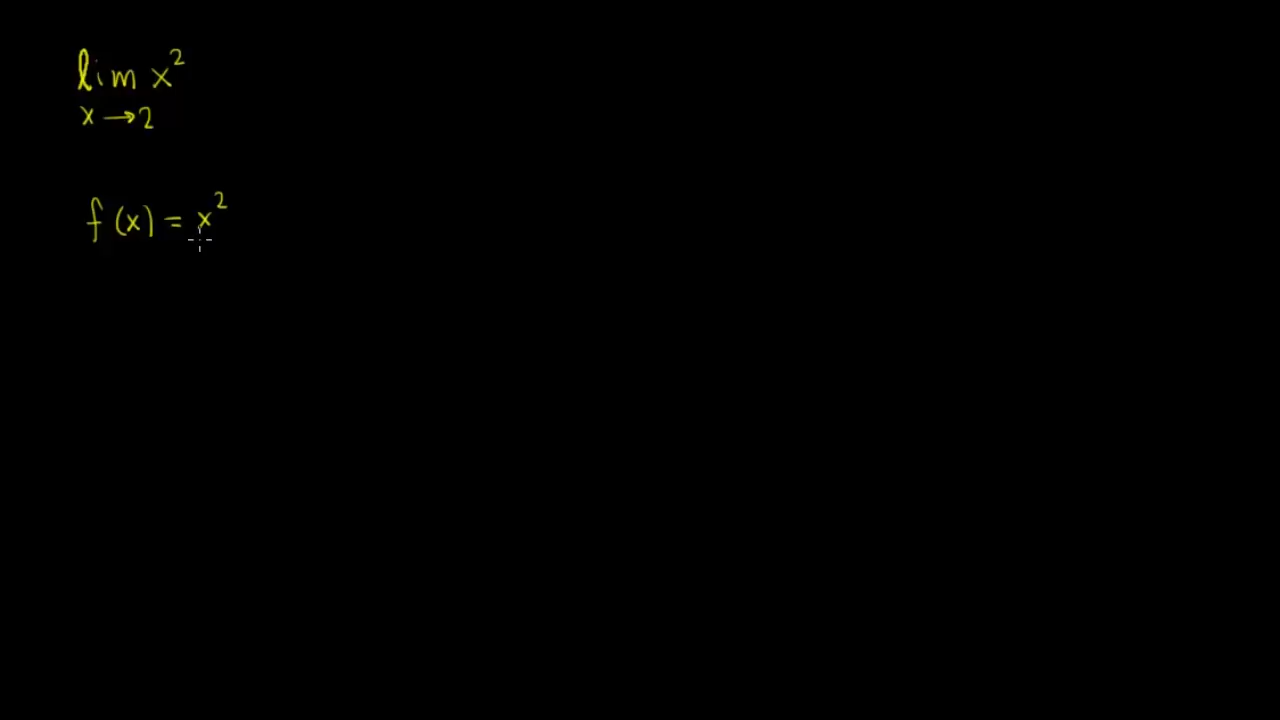 lim x²
x → 2
f(x) = x²